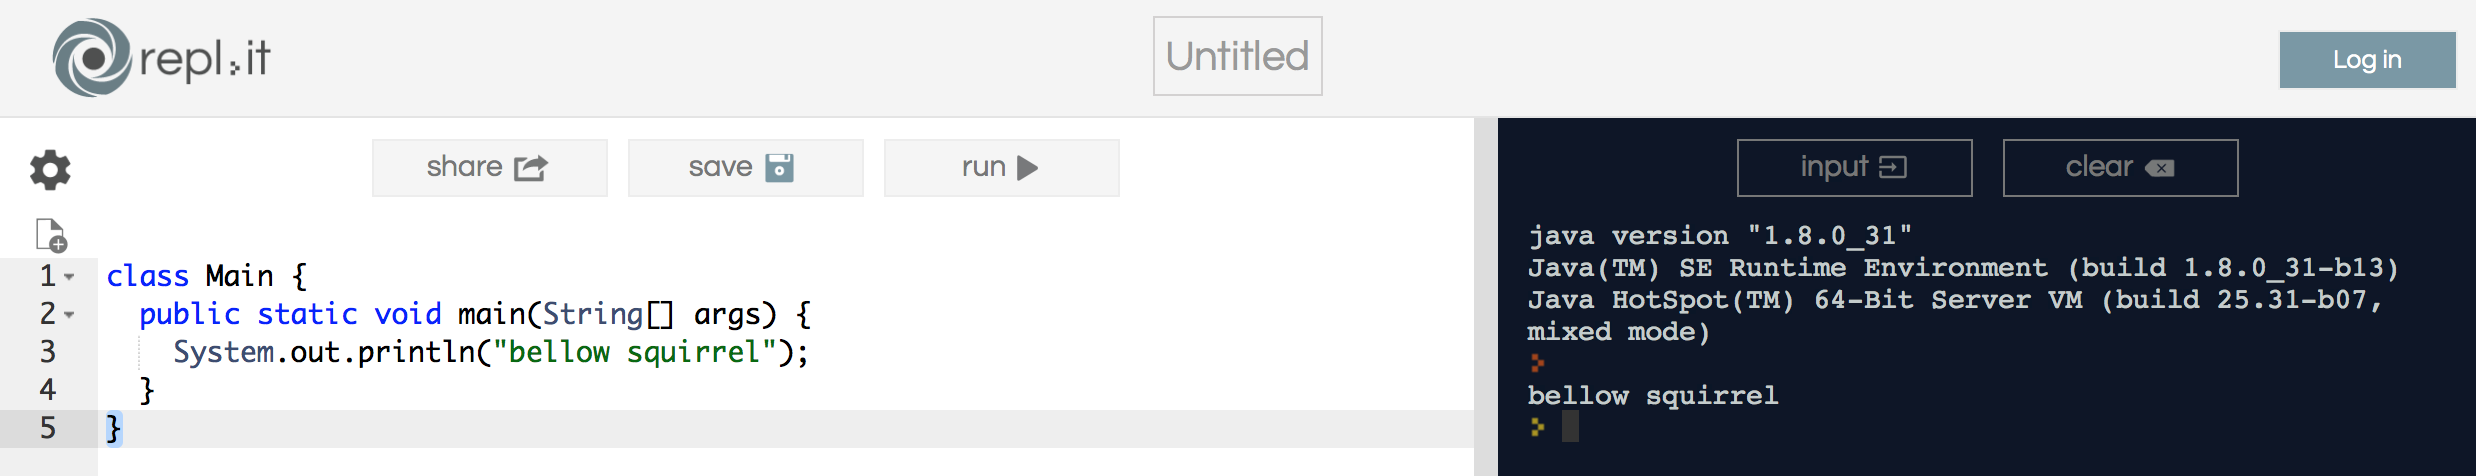 repl.it
Untitled
Log in
share
save
run
input
clear
1 class Main {
2 public static void main(String[] args) {
3 System.out.println("bellow squirrel");
4 }
5 }
java version "1.8.0_31"
Java(TM) SE Runtime Environment (build 1.8.0_31-b13)
Java HotSpot(TM) 64-Bit Server VM (build 25.31-b07,
mixed mode)
bellow squirrel